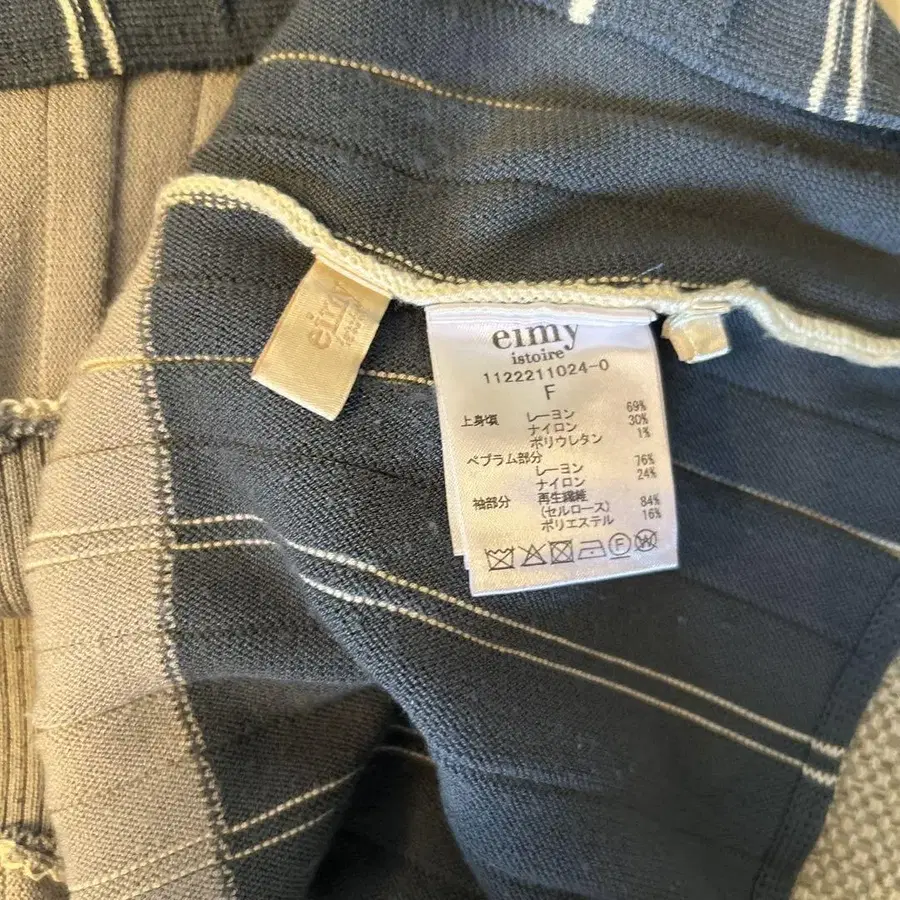 eimy
istoire
eimy
istoire
1122211024-0
F
上身頃 レーヨン 69%
ナイロン 30%
ポリウレタン 1%
ペプラム部分
レーヨン 76%
ナイロン 24%
袖部分 再生繊維
(セルロース) 84%
ポリエステル 16%
F W